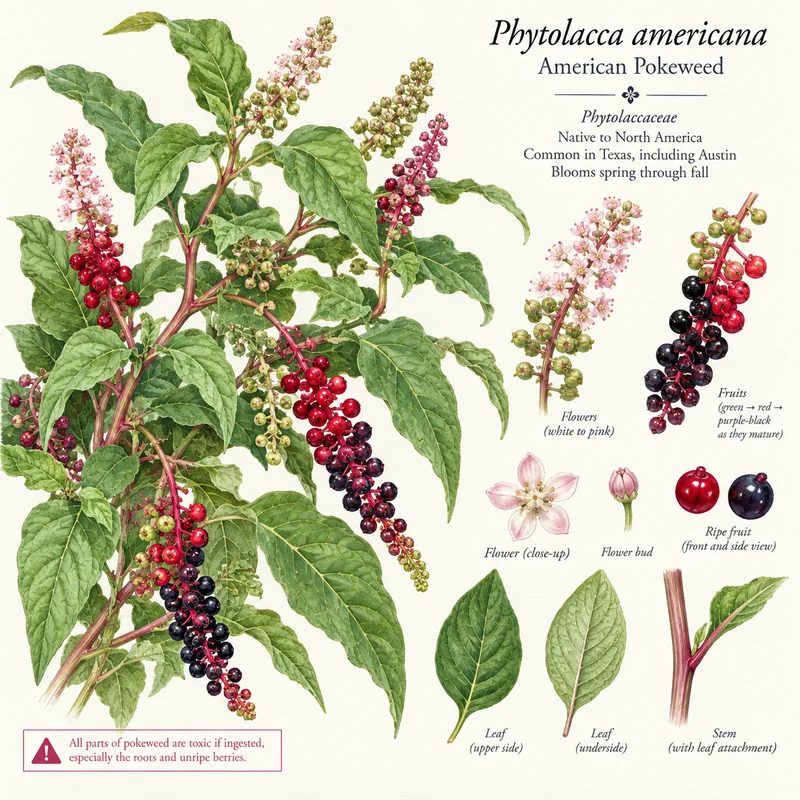 Phytolacca americana
American Pokeweed
Phytolaccaceae
Native to North America
Common in Texas, including Austin
Blooms spring through fall
Flowers
(white to pink)
Fruits
(green → red →
purple-black
as they mature)
Flower (close-up)
Flower bud
Ripe fruit
(front and side view)
Leaf
(upper side)
Leaf
(underside)
Stem
(with leaf attachment)
All parts of pokeweed are toxic if ingested,
especially the roots and unripe berries.